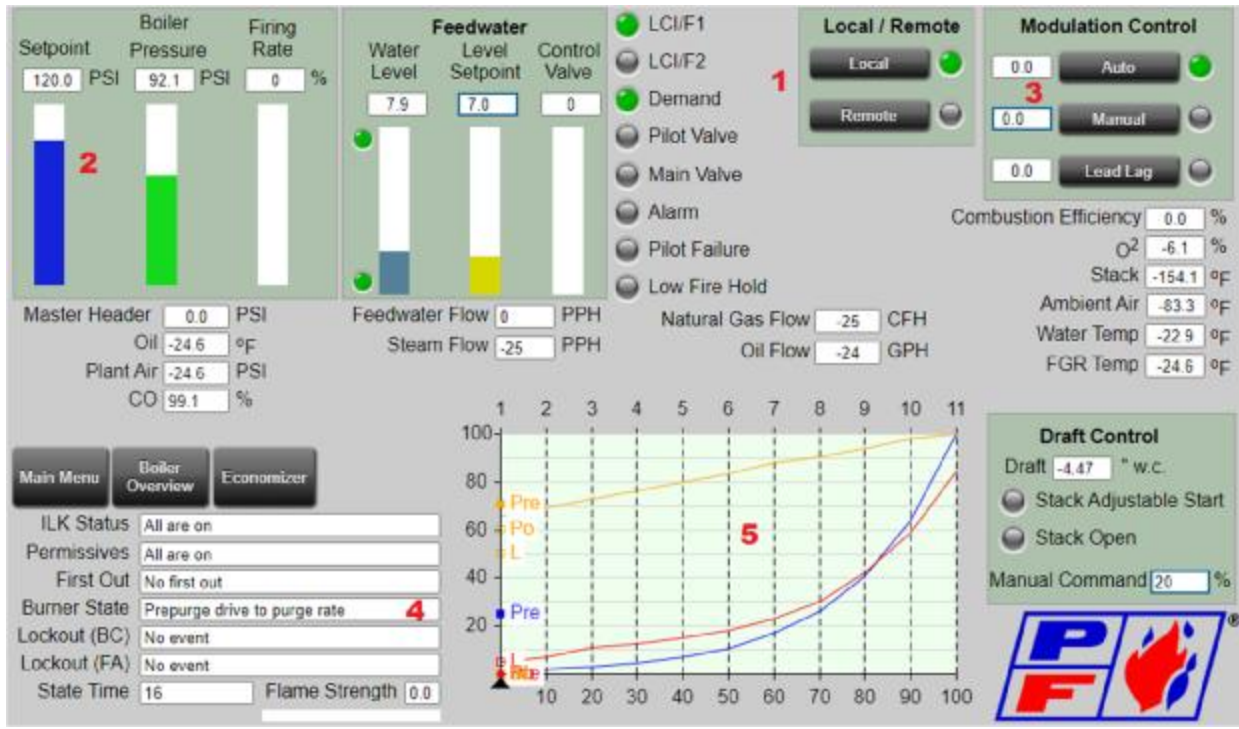 Setpoint
Boiler Pressure
Firing Rate
120.0 PSI
92.1 PSI
0 %
2
Feedwater
Water Level
Level Setpoint
Control Valve
7.9
7.0
0
LCI/F1
LCI/F2
Demand
Pilot Valve
Main Valve
Alarm
Pilot Failure
Low Fire Hold
1
Local / Remote
Local
Remote
Modulation Control
0.0 Auto
3
0.0 Manual
0.0 Lead Lag
Master Header 0.0 PSI
Oil -24.6 ºF
Plant Air -24.6 PSI
CO 99.1 %
Feedwater Flow 0 PPH
Steam Flow -25 PPH
Natural Gas Flow -25 CFH
Oil Flow -24 GPH
Combustion Efficiency 0.0 %
O2 -6.1 %
Stack -154.1 ºF
Ambient Air -83.3 ºF
Water Temp -22.9 ºF
FGR Temp -24.6 ºF
Main Menu
Boiler Overview
Economizer
ILK Status All are on
Permissives All are on
First Out No first out
Burner State Prepurge drive to purge rate 4
Lockout (BC) No event
Lockout (FA) No event
State Time 16 Flame Strength 0.0
1 2 3 4 5 6 7 8 9 10 11
100
80
Pre
60 Po
5
L
40
Pre
20
L
10 20 30 40 50 60 70 80 90 100
Draft Control
Draft -4.47 " w.c.
Stack Adjustable Start
Stack Open
Manual Command 20 %
PF ®